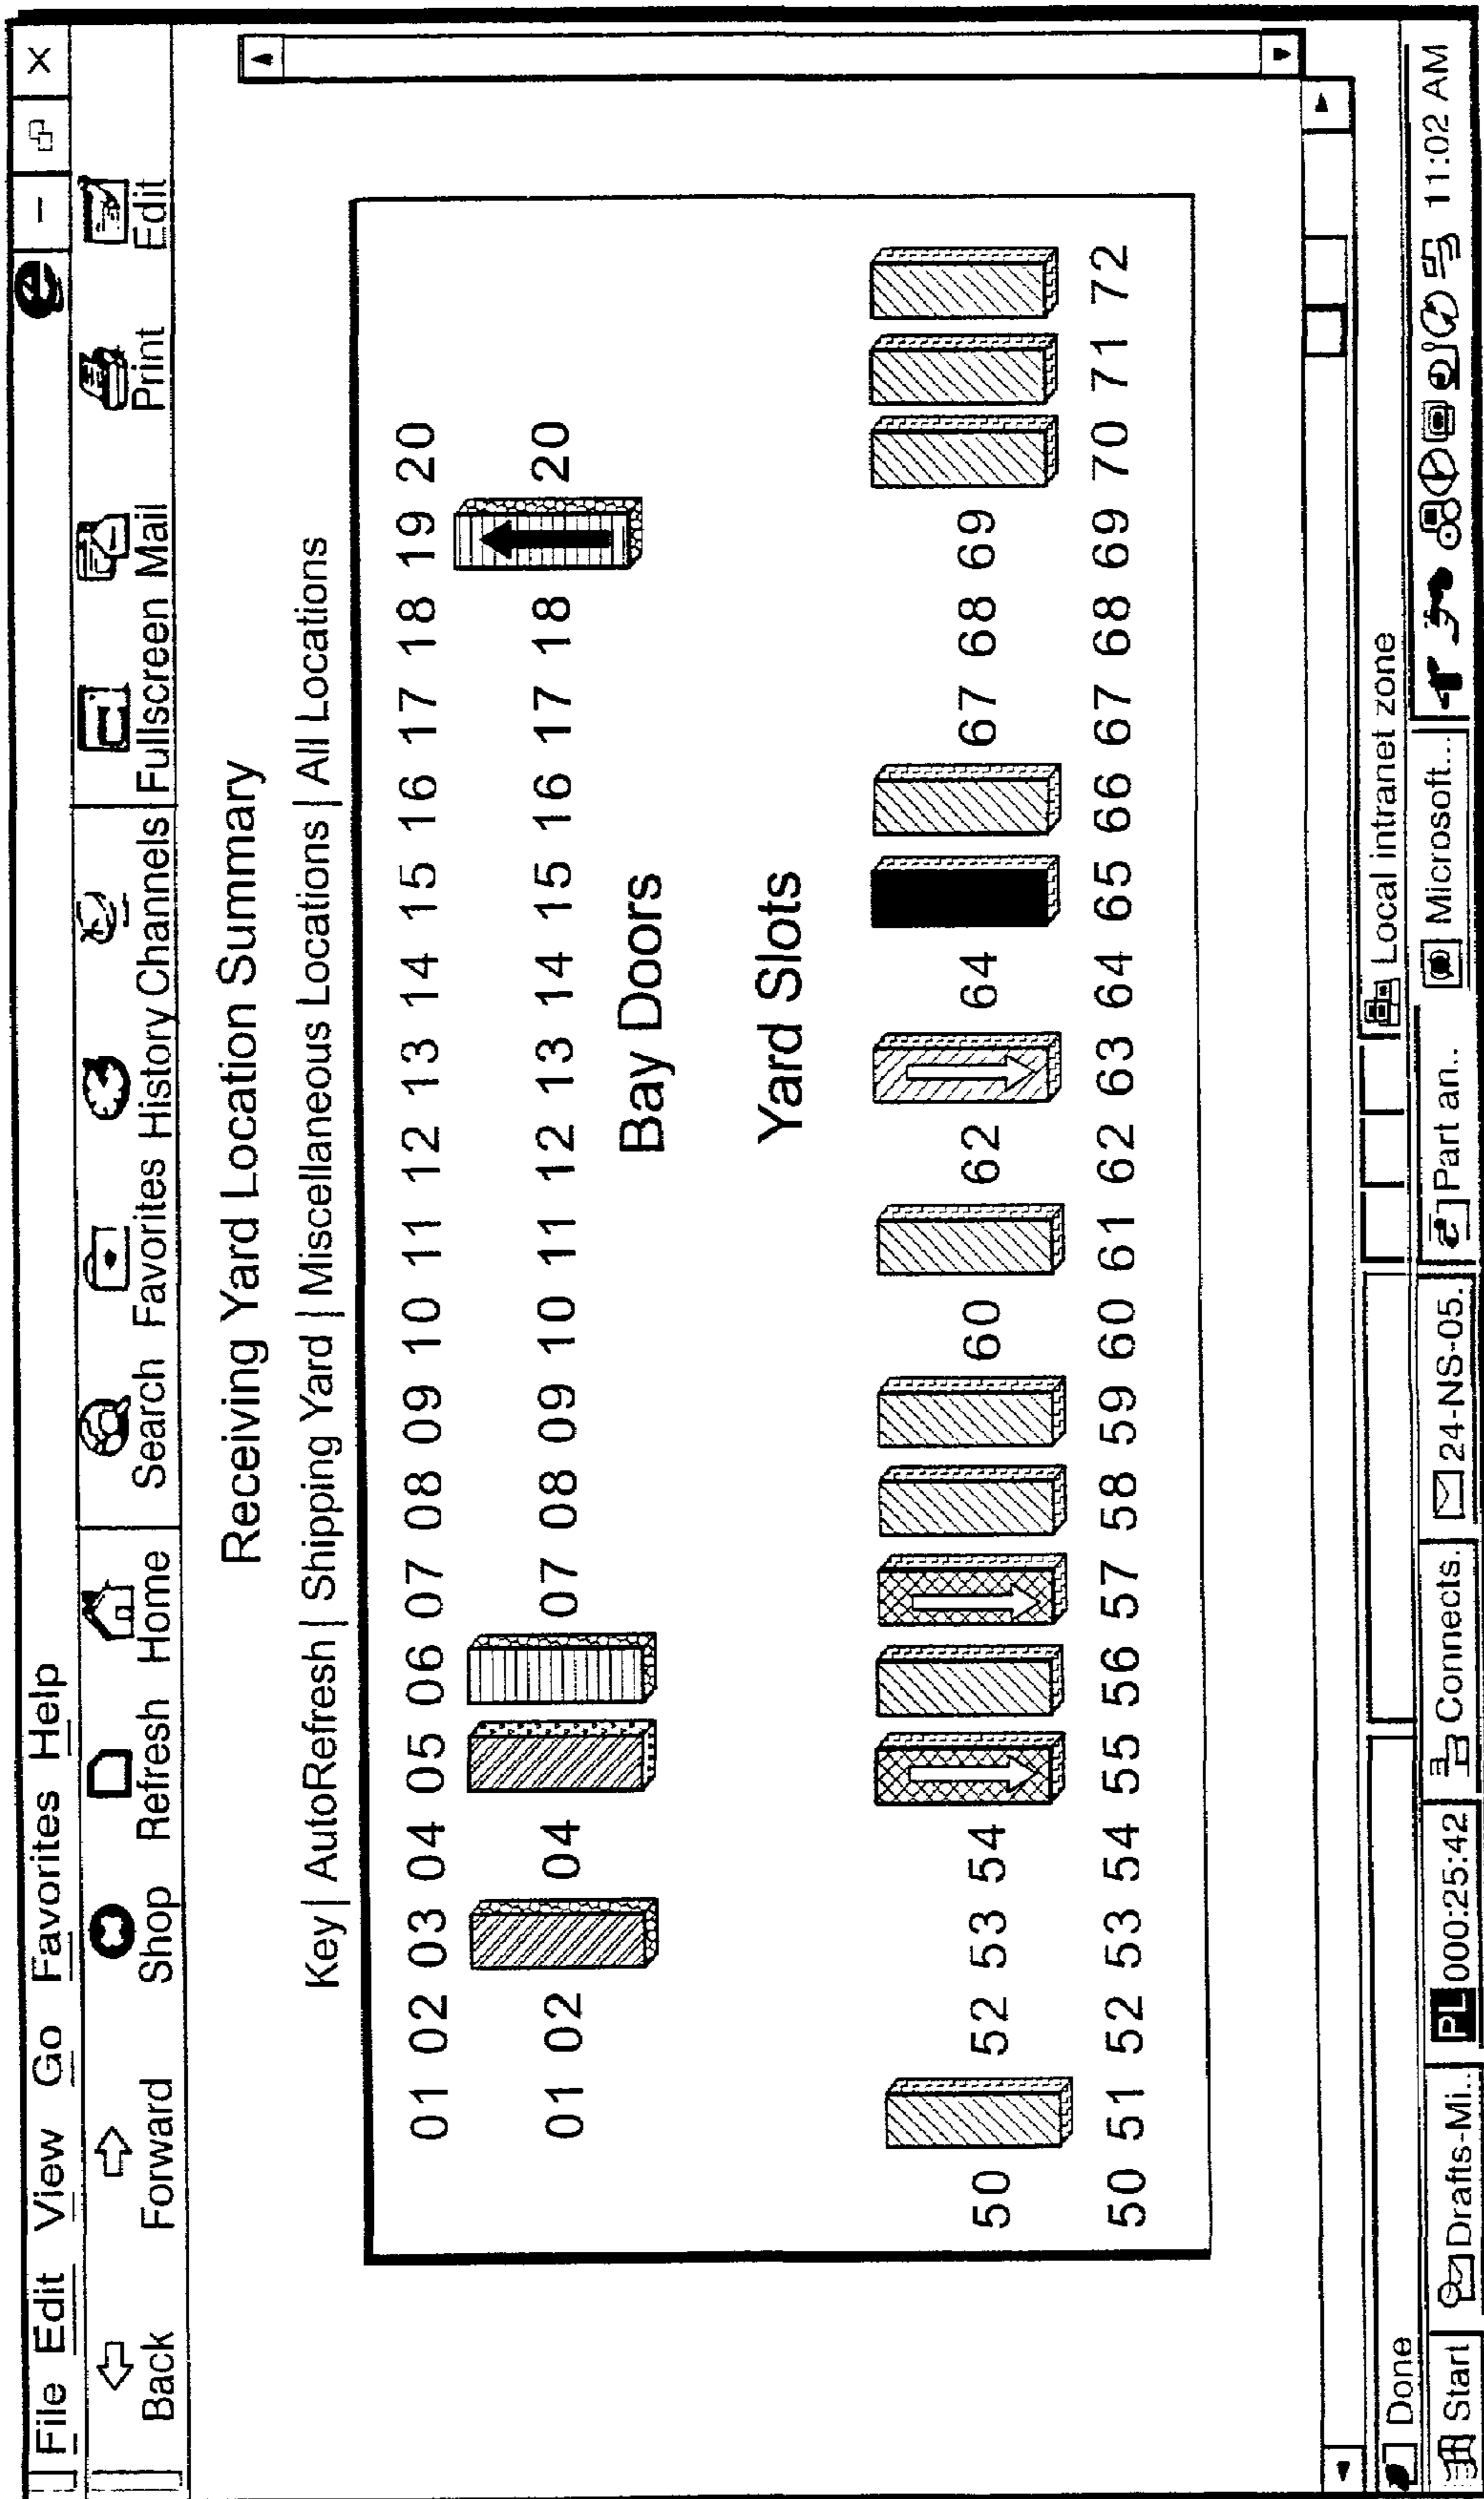 File Edit View Go Favorites Help
Back Forward Shop Refresh Home Search Favorites History Channels Fullscreen Mail Print Edit
Receiving Yard Location Summary
Key | AutoRefresh | Shipping Yard | Miscellaneous Locations | All Locations
01 02 03 04 05 06 07 08 09 10 11 12 13 14 15 16 17 18 19 20
01 02 04 07 08 09 10 11 12 13 14 15 16 17 18 20
Bay Doors
Yard Slots
50 52 53 54 60 62 64 67 68 69
50 51 52 53 54 55 56 57 58 59 60 61 62 63 64 65 66 67 68 69 70 71 72
Done Local intranet zone
Start Drafts-Mi.. PL 000:25:42 Connects. 24-NS-05. Part an.. Microsoft... 11:02 AM